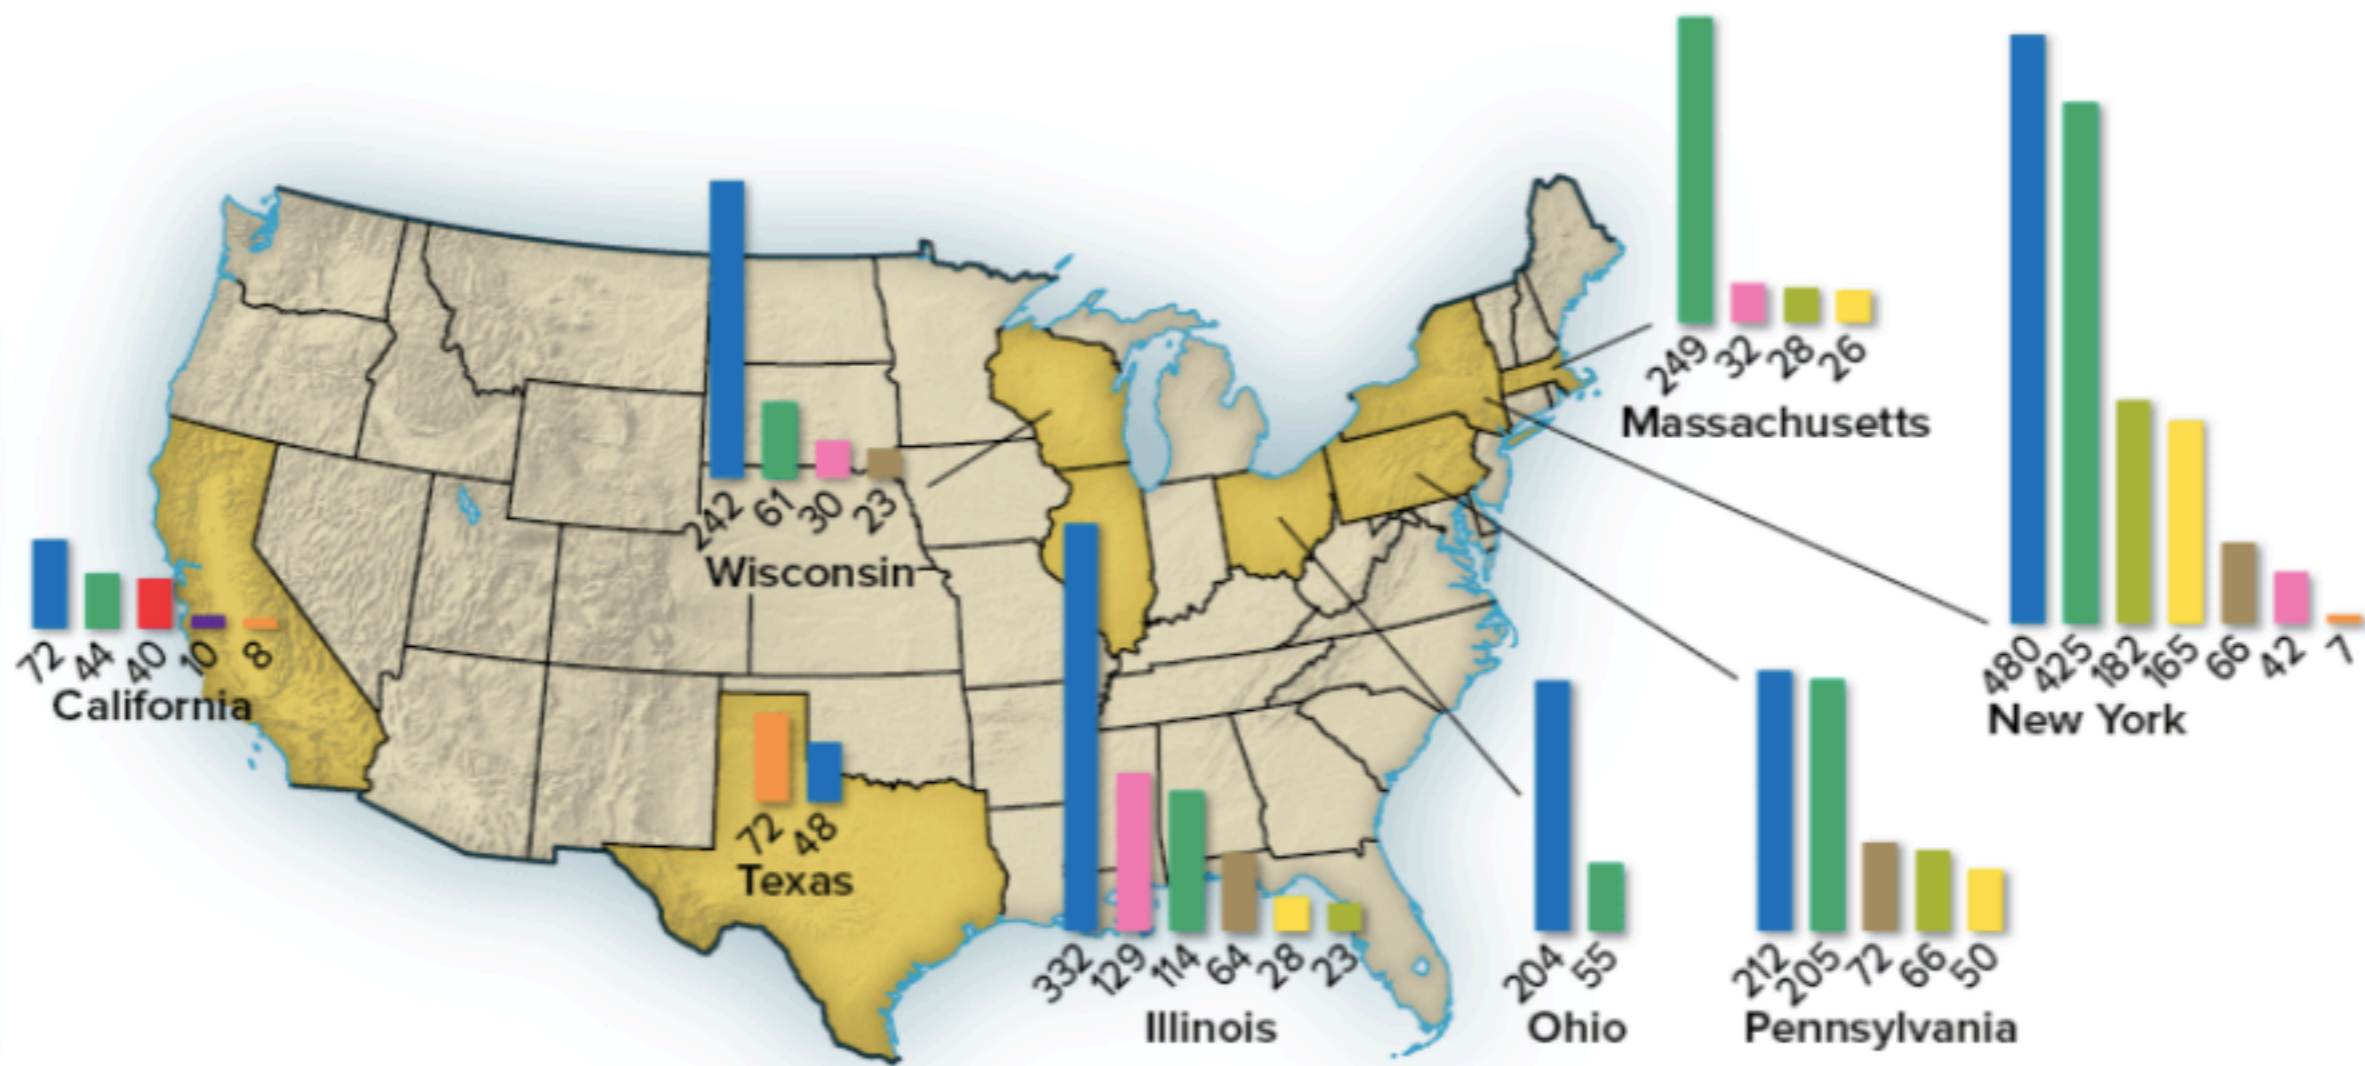 249 32 28 26
Massachusetts
242 61 30 23
Wisconsin
480 425 182 165 66 42 7
New York
72 44 40 10 8
California
72 48
Texas
332 129 114 64 28 23
Illinois
204 55
Ohio
212 205 72 66 50
Pennsylvania